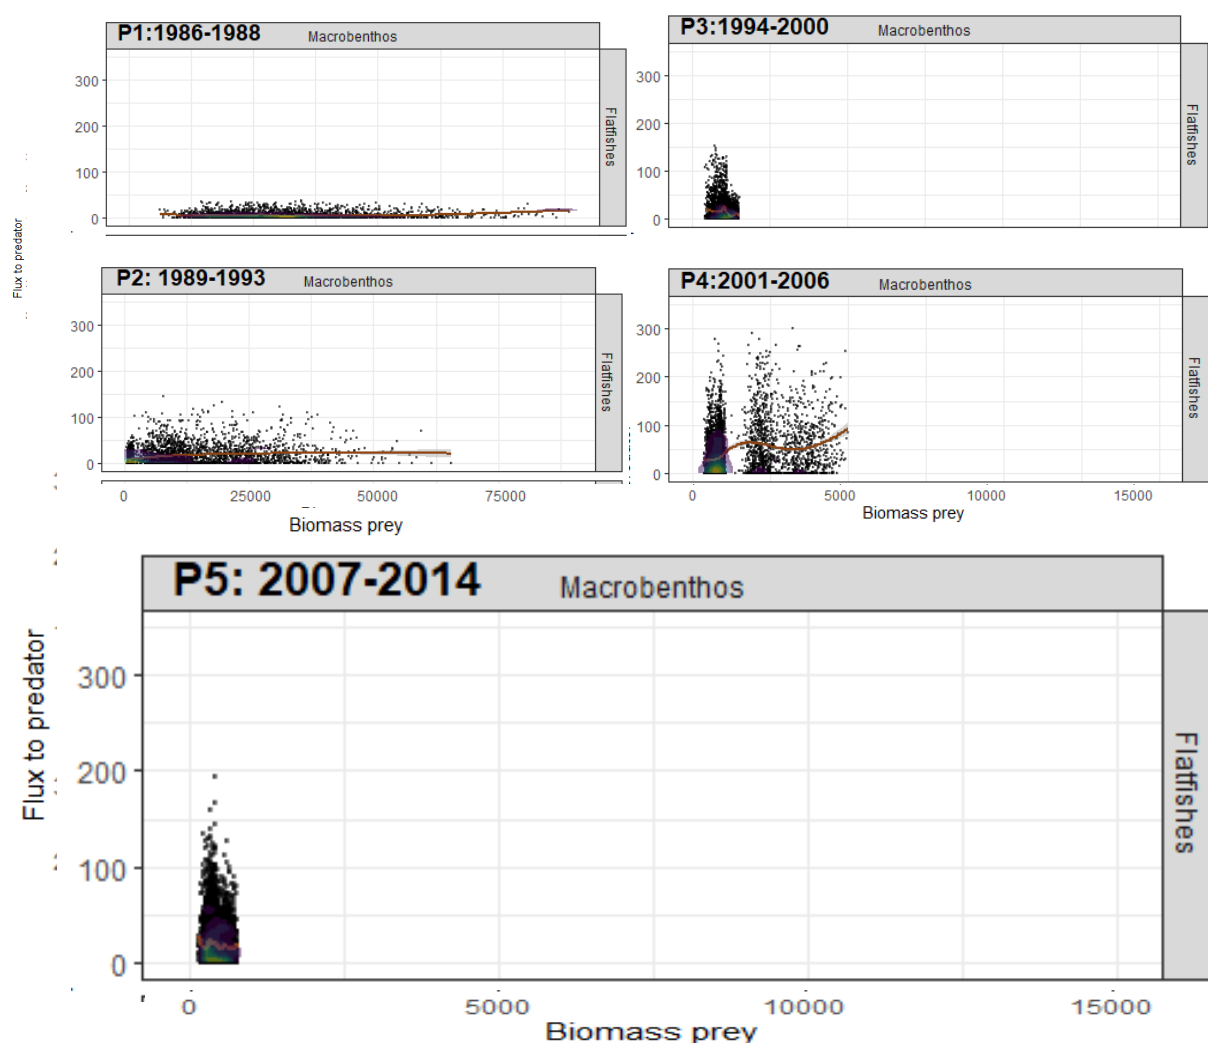 P1:1986-1988 Macrobenthos
300
200
100
0
Flatfishes
Flux to predator
P3:1994-2000 Macrobenthos
300
200
100
0
Flatfishes
P2: 1989-1993 Macrobenthos
300
200
100
0
Flatfishes
0 25000 50000 75000
Biomass prey
P4:2001-2006 Macrobenthos
300
200
100
0
Flatfishes
0 5000 10000 15000
Biomass prey
P5: 2007-2014 Macrobenthos
300
200
100
0
Flux to predator
Flatfishes
0 5000 10000 15000
Biomass prey